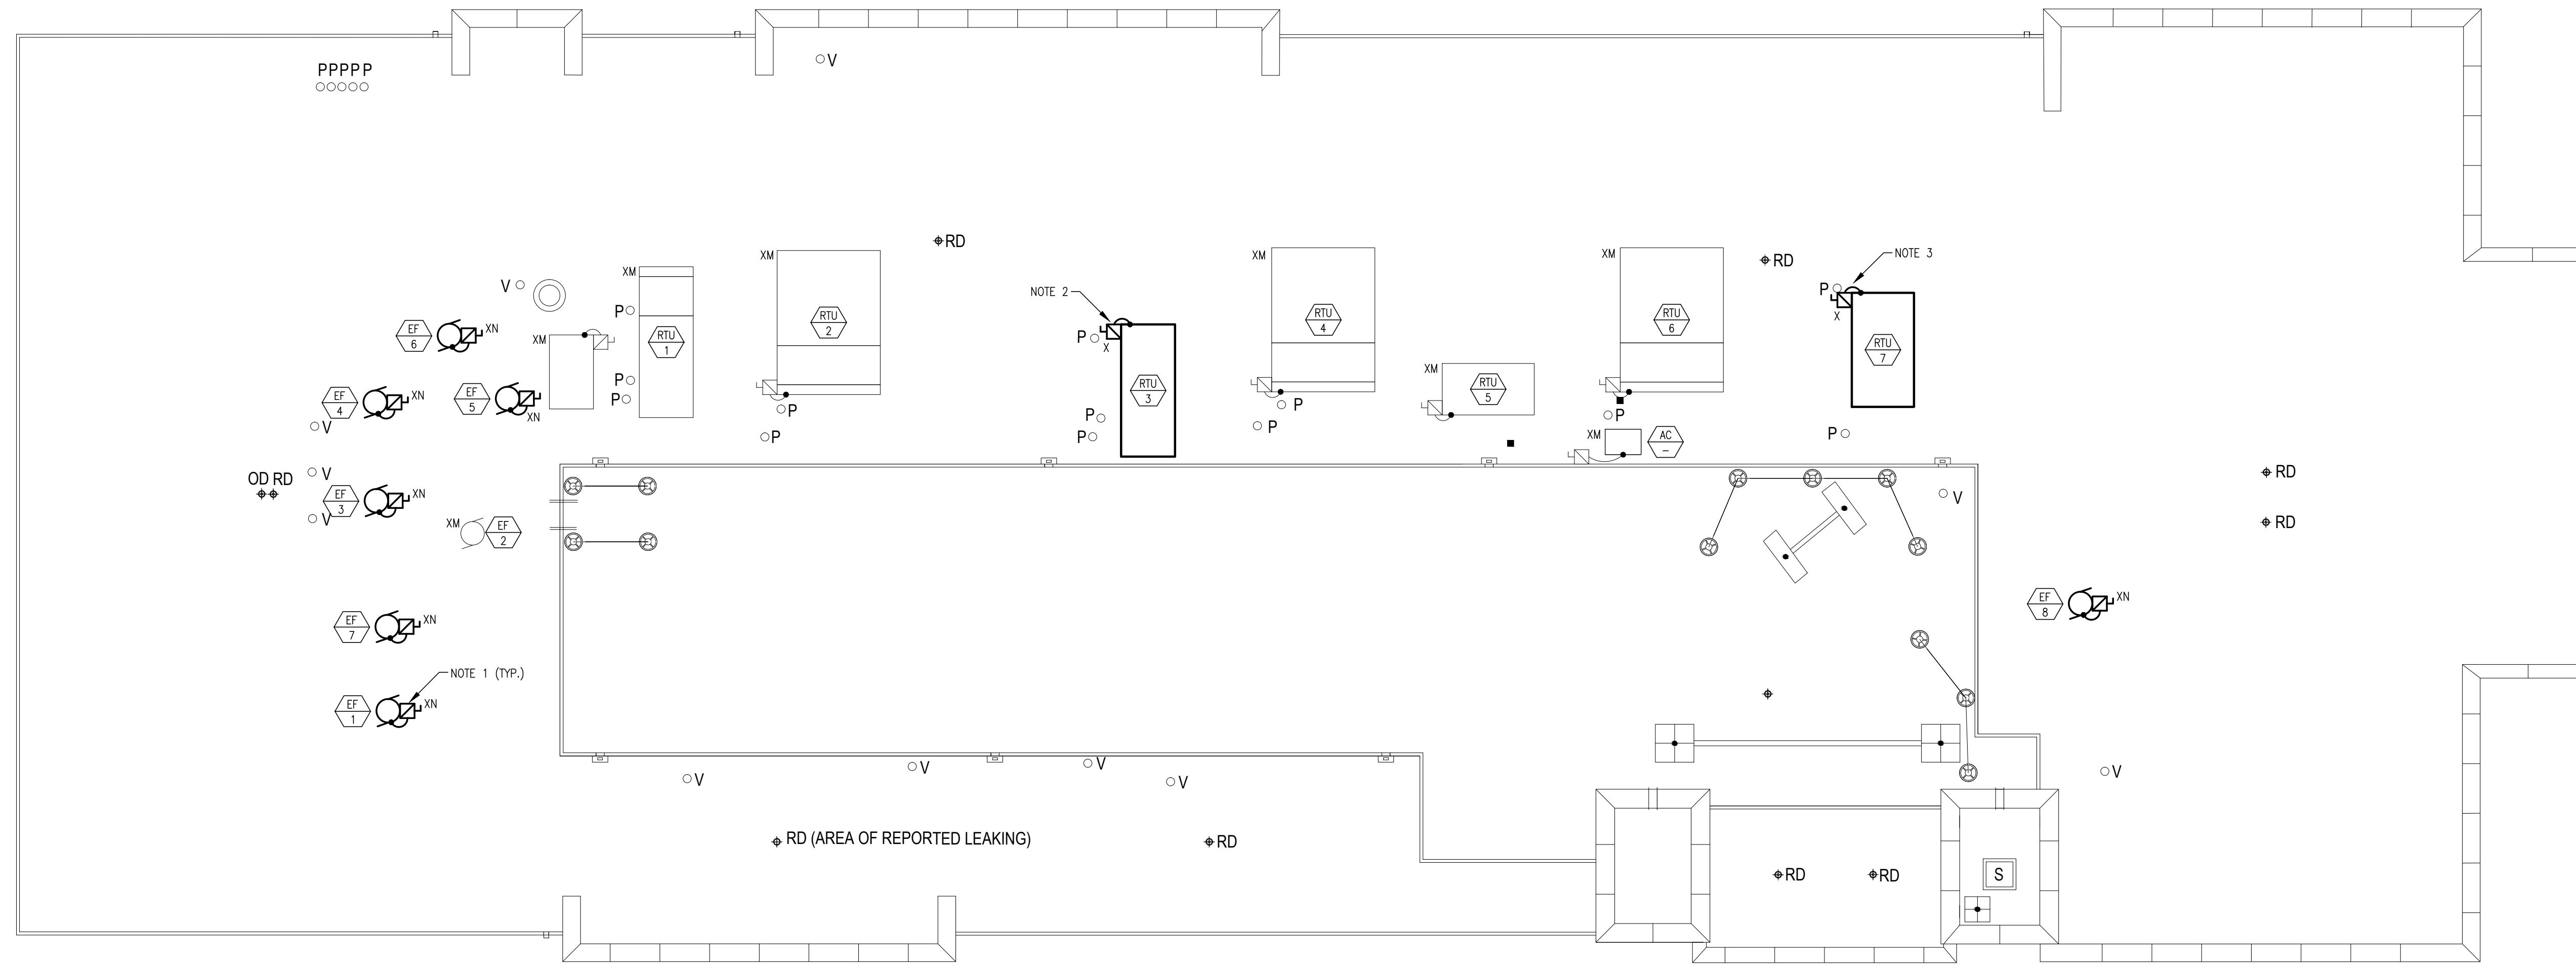 PPPPP
V
RD
RD
NOTE 3
XM
XM
XM
XM
V
P
NOTE 2
P
RTU
1
RTU
2
RTU
4
RTU
6
X
EF
6
XN
XM
P
X
RTU
7
XM
P
P
RTU
3
RTU
5
EF
4
XN
EF
5
XN
P
P
P
P
P
V
P
P
P
XM
AC
-
OD RD
V
EF
3
XN
V
RD
V
XM
EF
2
RD
EF
7
XN
EF
8
XN
NOTE 1 (TYP.)
EF
1
XN
V
V
V
V
V
RD (AREA OF REPORTED LEAKING)
RD
RD
RD
S